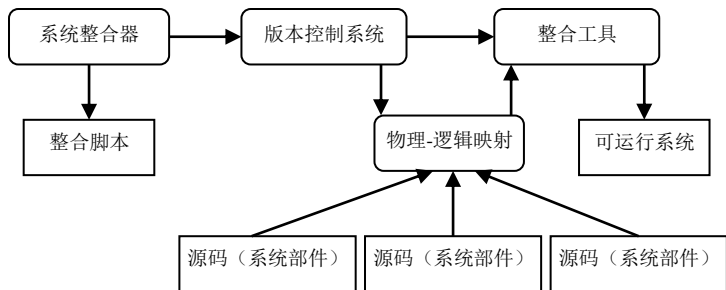 系统整合器
版本控制系统
整合工具
整合脚本
物理-逻辑映射
可运行系统
源码（系统部件）
源码（系统部件）
源码（系统部件）